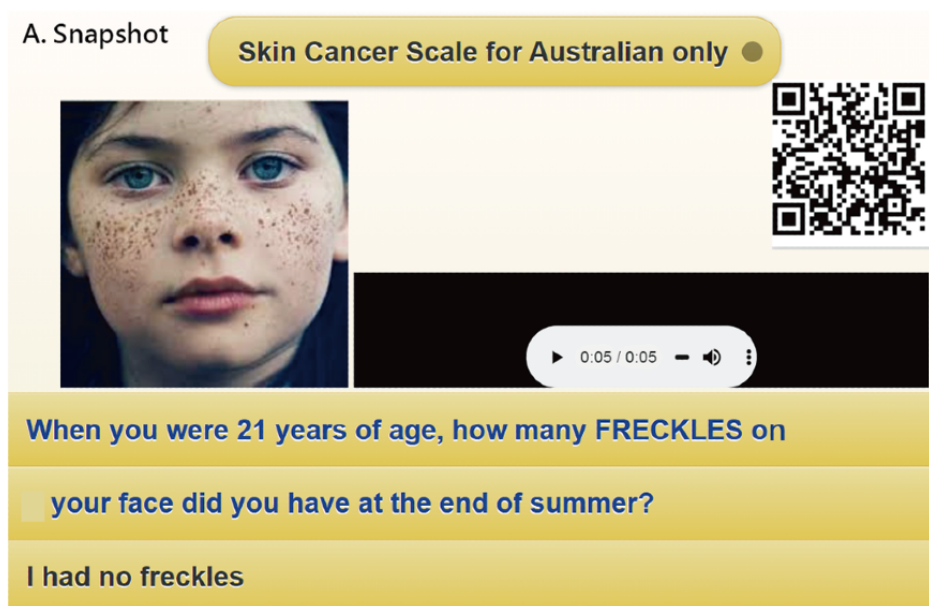 A. Snapshot
Skin Cancer Scale for Australian only
0:05 / 0:05
When you were 21 years of age, how many FRECKLES on
your face did you have at the end of summer?
I had no freckles